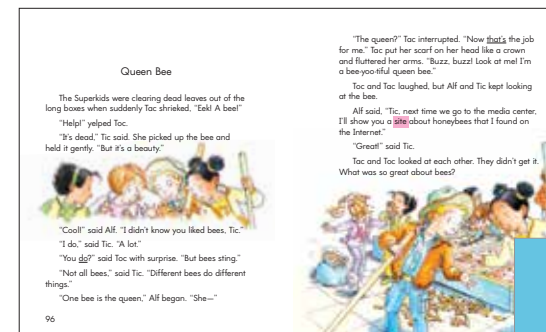 Queen Bee
The Superkids were clearing dead leaves out of the
long boxes when suddenly Tac shrieked, "Eek! A bee!"
"Help!" yelped Toc.
"It's dead," Tic said. She picked up the bee and
held it gently. "But it's a beauty."
"Cool!" said Alf. "I didn't know you liked bees, Tic."
"I do," said Tic. "A lot."
"You do?" said Toc with surprise. "But bees sting."
"Not all bees," said Tic. "Different bees do different
things."
"One bee is the queen," Alf began. "She—"
96
"The queen?" Tac interrupted. "Now that's the job
for me." Tac put her scarf on her head like a crown
and fluttered her arms. "Buzz, buzz! Look at me! I'm
a bee-yoo-tiful queen bee."
Toc and Tac laughed, but Alf and Tic kept looking
at the bee.
Alf said, "Tic, next time we go to the media center,
I'll show you a site about honeybees that I found on
the Internet."
"Great!" said Tic.
Tac and Toc looked at each other. They didn't get it.
What was so great about bees?